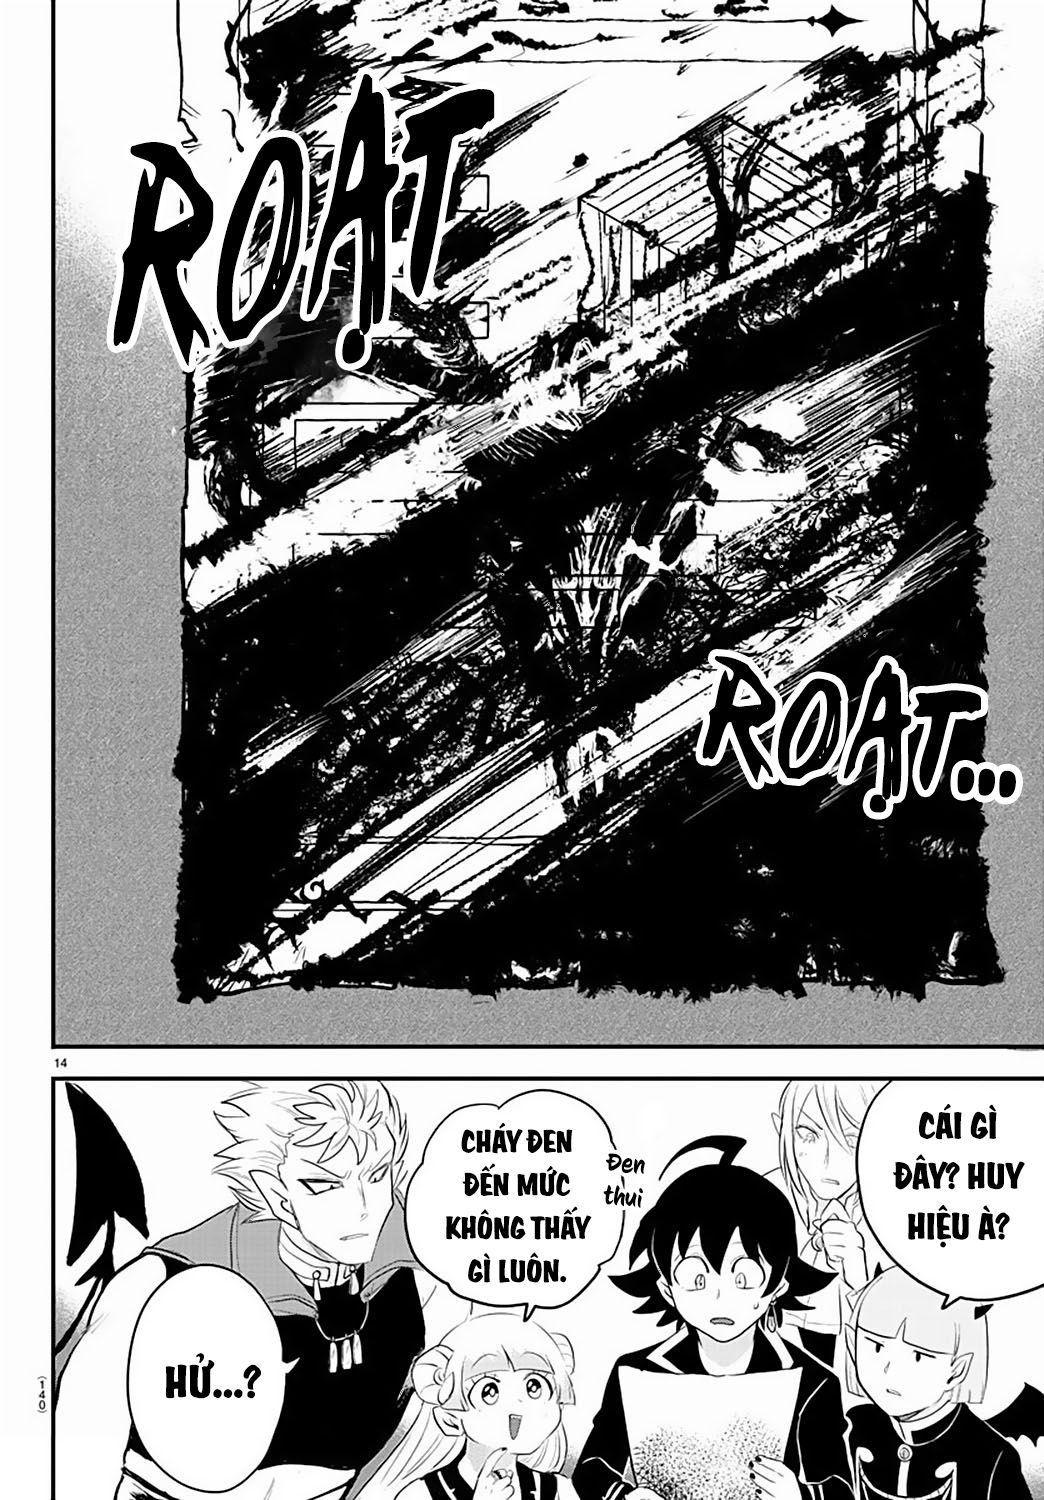 ROẠT
ROẠT...
14
CÁI GÌ
ĐÂY? HUY
HIỆU À?
Đen
thui
CHÁY ĐEN
ĐẾN MỨC
KHÔNG THẤY
GÌ LUÔN.
HỬ...?
(140)